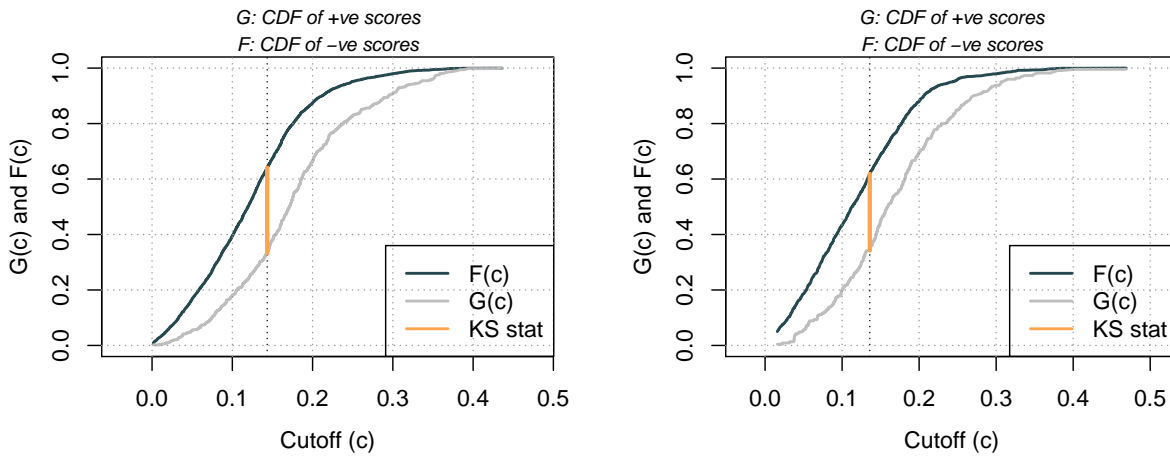 G: CDF of +ve scores
F: CDF of −ve scores
G(c) and F(c)
1.0
0.8
0.6
0.4
0.2
0.0
F(c)
G(c)
KS stat
0.0 0.1 0.2 0.3 0.4 0.5
Cutoff (c)
G: CDF of +ve scores
F: CDF of −ve scores
G(c) and F(c)
1.0
0.8
0.6
0.4
0.2
0.0
F(c)
G(c)
KS stat
0.0 0.1 0.2 0.3 0.4 0.5
Cutoff (c)